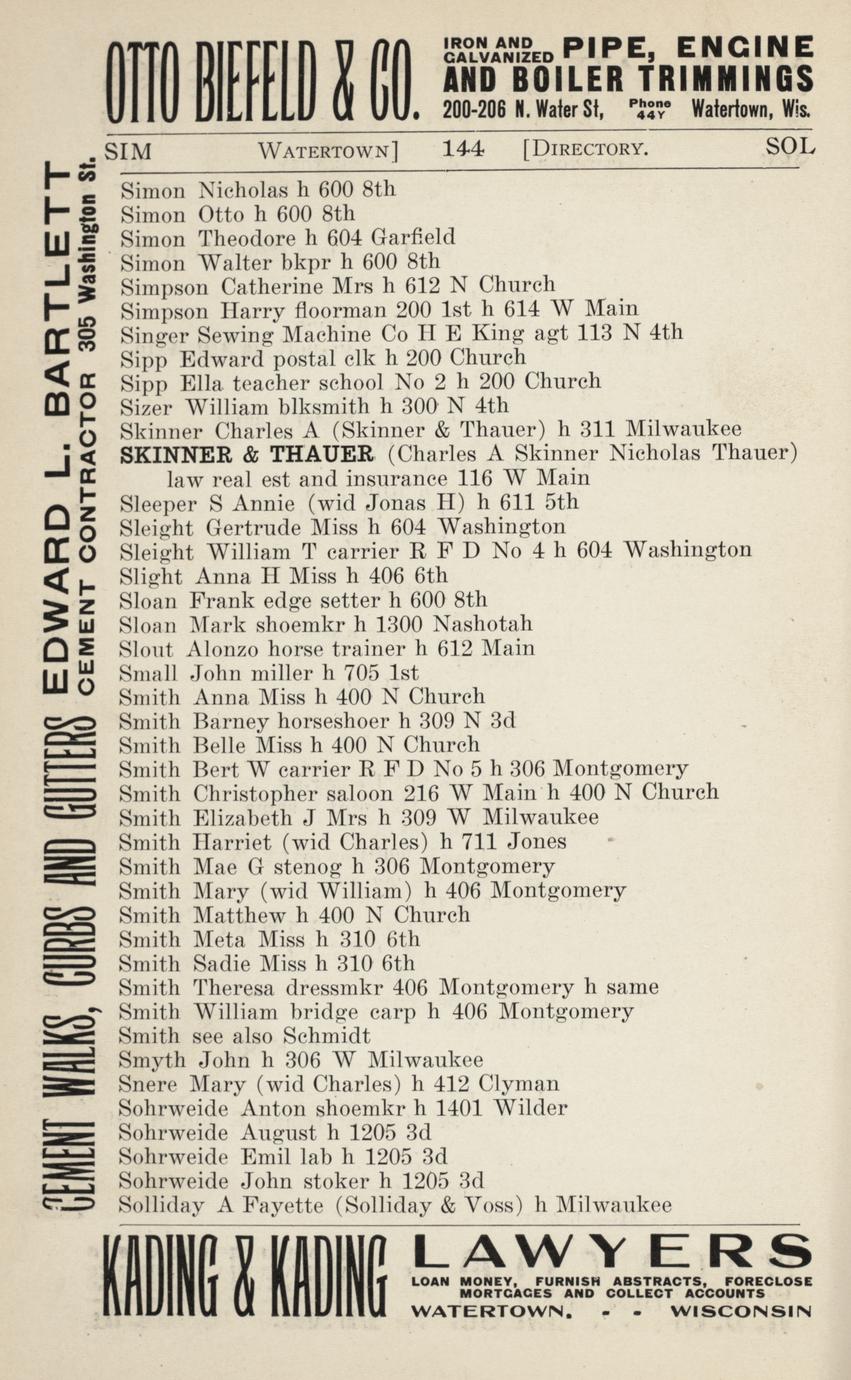 OTTO BIEFELD & CO. IRON AND GALVANIZED PIPE, ENGINE
AND BOILER TRIMMINGS
200-206 N. Water St, Phone 44Y Watertown, Wis.
SIM WATERTOWN] 144 [DIRECTORY. SOL
Simon Nicholas h 600 8th
Simon Otto h 600 8th
Simon Theodore h 604 Garfield
Simon Walter bkpr h 600 8th
Simpson Catherine Mrs h 612 N Church
Simpson Harry floorman 200 1st h 614 W Main
Singer Sewing Machine Co H E King agt 113 N 4th
Sipp Edward postal clk h 200 Church
Sipp Ella teacher school No 2 h 200 Church
Sizer William blksmith h 300 N 4th
Skinner Charles A (Skinner & Thauer) h 311 Milwaukee
SKINNER & THAUER (Charles A Skinner Nicholas Thauer)
law real est and insurance 116 W Main
Sleeper S Annie (wid Jonas H) h 611 5th
Sleight Gertrude Miss h 604 Washington
Sleight William T carrier R F D No 4 h 604 Washington
Slight Anna H Miss h 406 6th
Sloan Frank edge setter h 600 8th
Sloan Mark shoemkr h 1300 Nashotah
Slout Alonzo horse trainer h 612 Main
Small John miller h 705 1st
Smith Anna Miss h 400 N Church
Smith Barney horseshoer h 309 N 3d
Smith Belle Miss h 400 N Church
Smith Bert W carrier R F D No 5 h 306 Montgomery
Smith Christopher saloon 216 W Main h 400 N Church
Smith Elizabeth J Mrs h 309 W Milwaukee
Smith Harriet (wid Charles) h 711 Jones
Smith Mae G stenog h 306 Montgomery
Smith Mary (wid William) h 406 Montgomery
Smith Matthew h 400 N Church
Smith Meta Miss h 310 6th
Smith Sadie Miss h 310 6th
Smith Theresa dressmkr 406 Montgomery h same
Smith William bridge carp h 406 Montgomery
Smith see also Schmidt
Smyth John h 306 W Milwaukee
Snere Mary (wid Charles) h 412 Clyman
Sohrweide Anton shoemkr h 1401 Wilder
Sohrweide August h 1205 3d
Sohrweide Emil lab h 1205 3d
Sohrweide John stoker h 1205 3d
Solliday A Fayette (Solliday & Voss) h Milwaukee
CEMENT WALKS, CURBS AND GUTTERS
EDWARD L. BARTLETT
CEMENT CONTRACTOR 305 Washington St.
KADING & KADING LAWYERS
LOAN MONEY, FURNISH ABSTRACTS, FORECLOSE
MORTGAGES AND COLLECT ACCOUNTS
WATERTOWN, - - WISCONSIN